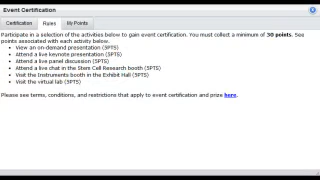 Event Certification
Certification Rules My Points
Participate in a selection of the activities below to gain event certification. You must collect a minimum of 30 points. See
points associated with each activity below.
• View an on-demand presentation (5PTS)
• Attend a live keynote presentation (5PTS)
• Attend a live panel discussion (5PTS)
• Attend a live chat in the Stem Cell Research booth (5PTS)
• Visit the Instruments booth in the Exhibit Hall (5PTS)
• Visit the virtual lab (5PTS)
Please see terms, conditions, and restrictions that apply to event certification and prize here.